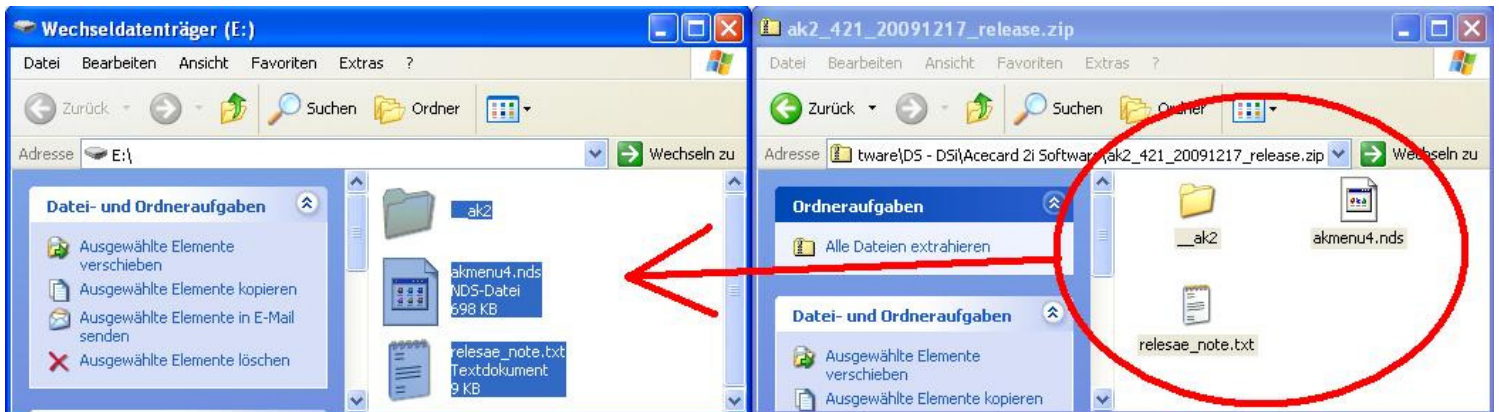 Wechseldatenträger (E:)
Datei Bearbeiten Ansicht Favoriten Extras ?
Zurück Suchen Ordner
Adresse E:\ Wechseln zu
Datei- und Ordneraufgaben
Ausgewählte Elemente
verschieben
Ausgewählte Elemente kopieren
Ausgewählte Elemente in E-Mail
senden
Ausgewählte Elemente löschen
__ak2
akmenu4.nds
NDS-Datei
698 KB
relesae_note.txt
Textdokument
9 KB
ak2_421_20091217_release.zip
Datei Bearbeiten Ansicht Favoriten Extras ?
Zurück Suchen Ordner
Adresse tware\DS - DSi\Acecard 2i Software\ak2_421_20091217_release.zip Wechseln zu
Ordneraufgaben
Alle Dateien extrahieren
Datei- und Ordneraufgaben
Ausgewählte Elemente
verschieben
Ausgewählte Elemente kopieren
__ak2
akmenu4.nds
relesae_note.txt